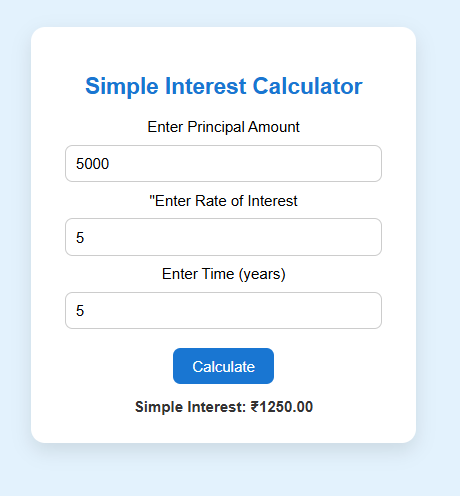 Simple Interest Calculator
Enter Principal Amount
5000
"Enter Rate of Interest
5
Enter Time (years)
5
Calculate
Simple Interest: ₹1250.00